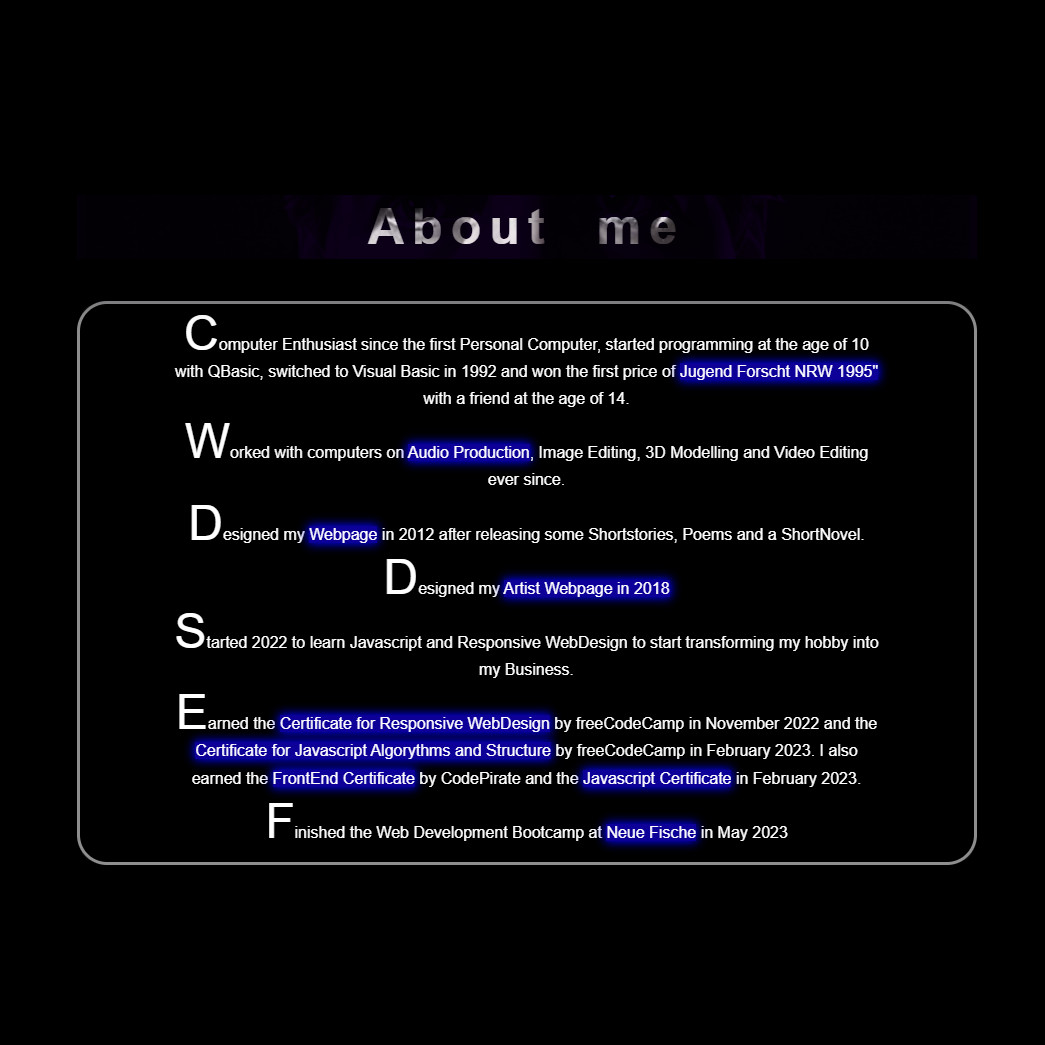 About me
Computer Enthusiast since the first Personal Computer, started programming at the age of 10
with QBasic, switched to Visual Basic in 1992 and won the first price of Jugend Forscht NRW 1995"
with a friend at the age of 14.
Worked with computers on Audio Production, Image Editing, 3D Modelling and Video Editing
ever since.
Designed my Webpage in 2012 after releasing some Shortstories, Poems and a ShortNovel.
Designed my Artist Webpage in 2018
Started 2022 to learn Javascript and Responsive WebDesign to start transforming my hobby into
my Business.
Earned the Certificate for Responsive WebDesign by freeCodeCamp in November 2022 and the
Certificate for Javascript Algorythms and Structure by freeCodeCamp in February 2023. I also
earned the FrontEnd Certificate by CodePirate and the Javascript Certificate in February 2023.
Finished the Web Development Bootcamp at Neue Fische in May 2023